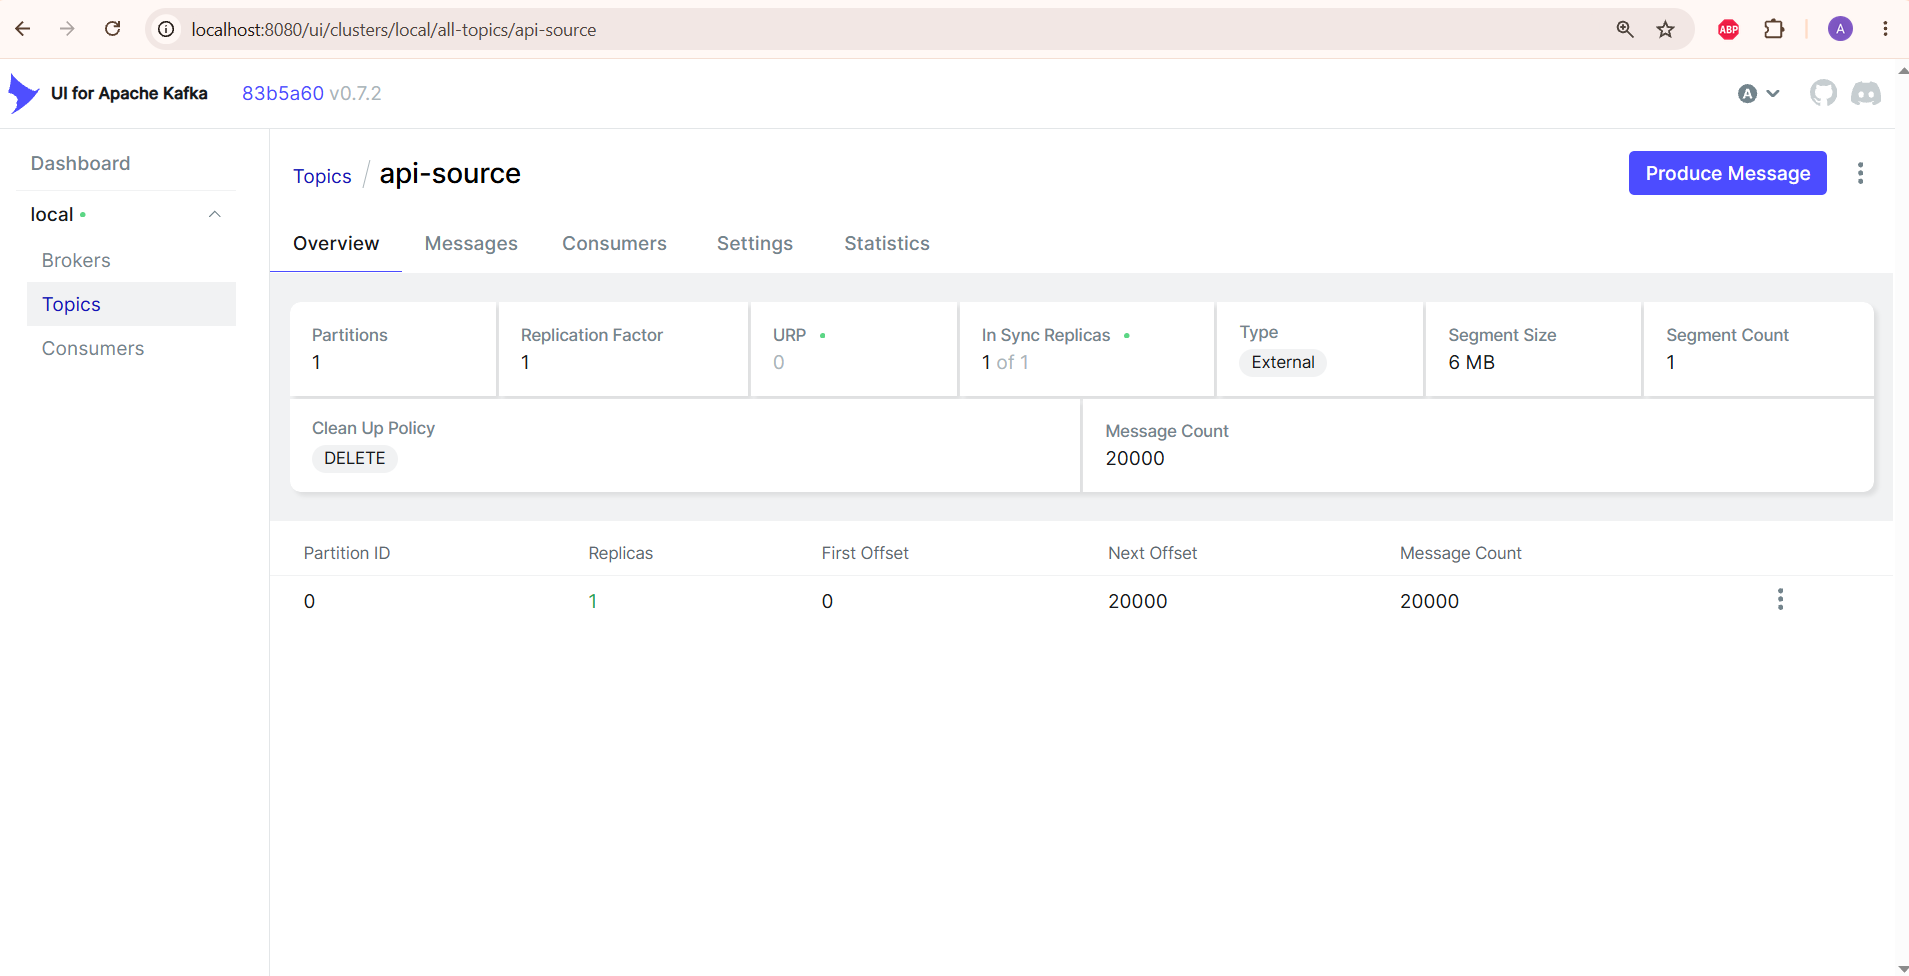 localhost:8080/ui/clusters/local/all-topics/api-source
ABP
A
UI for Apache Kafka 83b5a60 v0.7.2
A
Dashboard
local
Brokers
Topics
Consumers
Topics / api-source
Produce Message
Overview Messages Consumers Settings Statistics
Partitions Replication Factor URP In Sync Replicas Type Segment Size Segment Count
1 1 0 1 of 1 External 6 MB 1
Clean Up Policy Message Count
DELETE 20000
Partition ID Replicas First Offset Next Offset Message Count
0 1 0 20000 20000